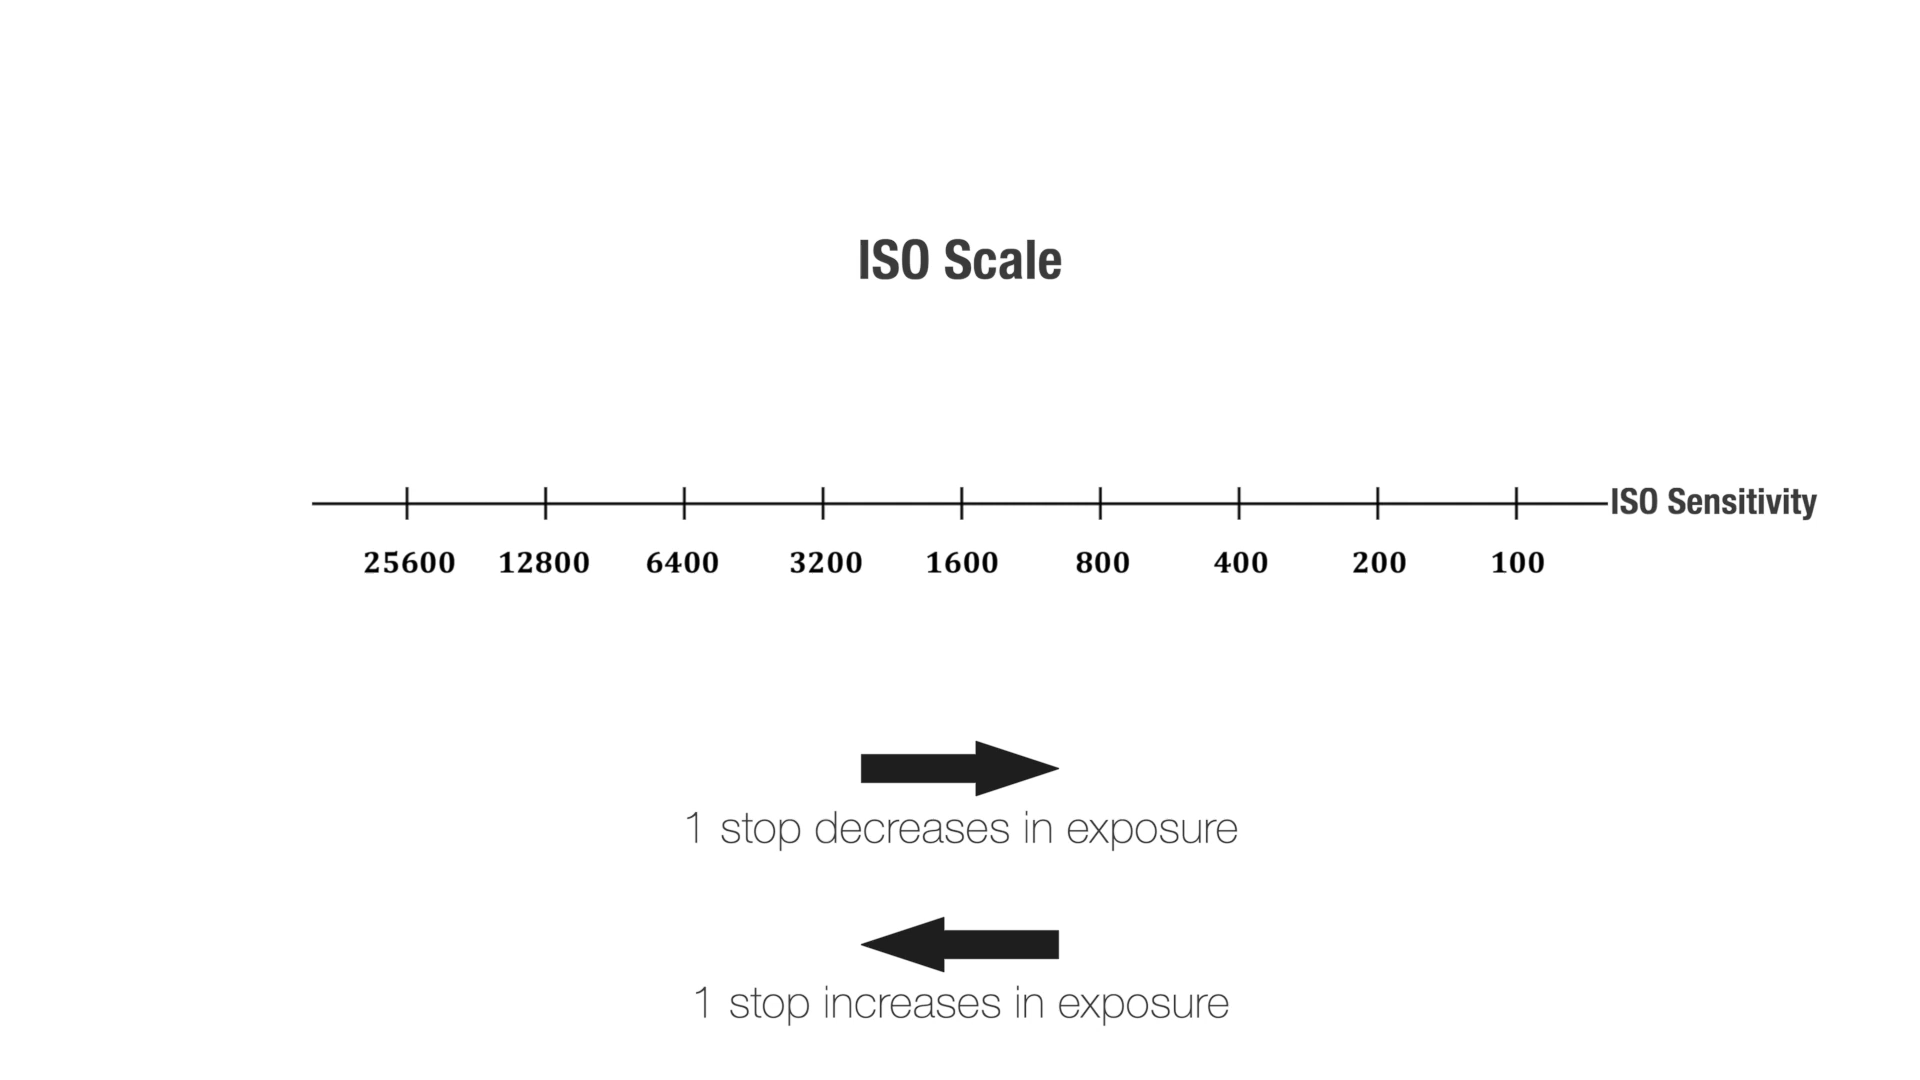 ISO Scale
ISO Sensitivity
25600 12800 6400 3200 1600 800 400 200 100
1 stop decreases in exposure
1 stop increases in exposure